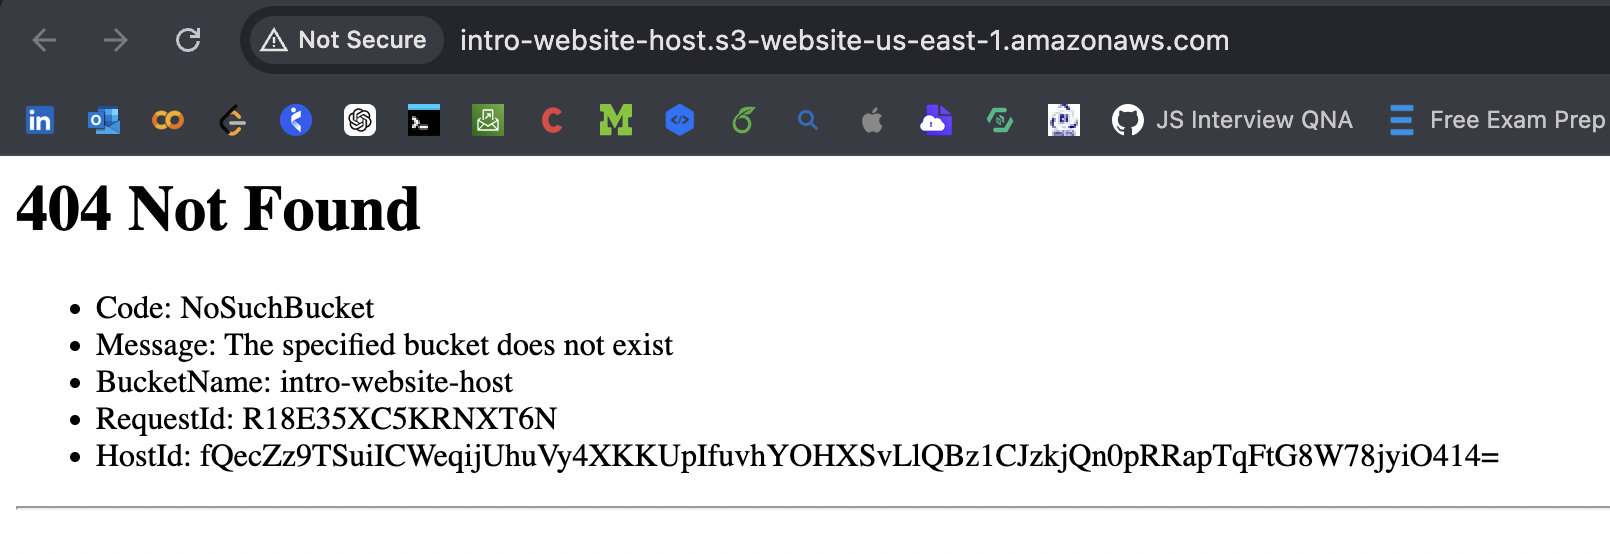 Not Secure intro-website-host.s3-website-us-east-1.amazonaws.com
in O CO C M JS Interview QNA Free Exam Prep
404 Not Found
• Code: NoSuchBucket
• Message: The specified bucket does not exist
• BucketName: intro-website-host
• RequestId: R18E35XC5KRNXT6N
• HostId: fQecZz9TSuiICWeqijUhuVy4XKKUpIfuvhYOHXSvLlQBz1CJzkjQn0pRRapTqFtG8W78jyiO414=